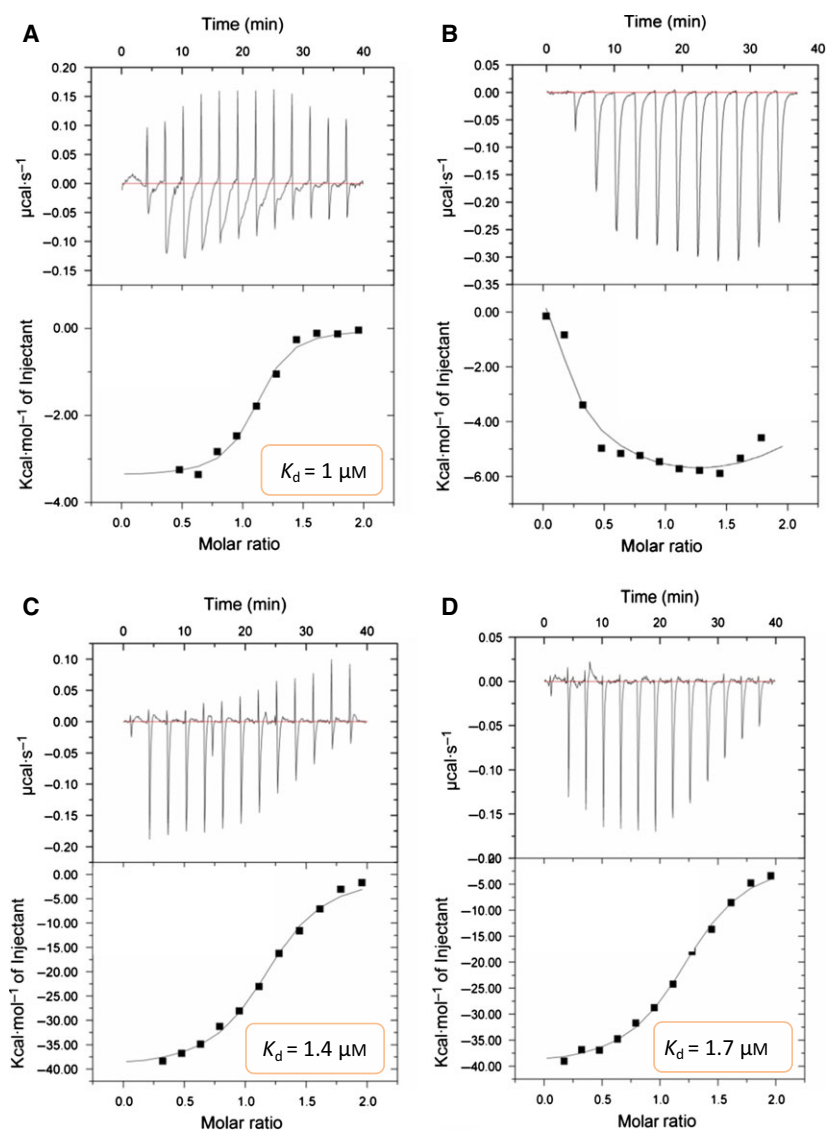 A
Time (min)
0 10 20 30 40
0.20
0.15
0.10
0.05
0.00
–0.05
–0.10
–0.15
µcal·s⁻¹
0.00
–2.00
–4.00
Kcal·mol⁻¹ of Injectant
Kd = 1 µM
0.0 0.5 1.0 1.5 2.0
Molar ratio
B
Time (min)
0 10 20 30 40
0.05
0.00
–0.05
–0.10
–0.15
–0.20
–0.25
–0.30
–0.35
µcal·s⁻¹
0.00
–2.00
–4.00
–6.00
Kcal·mol⁻¹ of Injectant
0.0 0.5 1.0 1.5 2.0
Molar ratio
C
Time (min)
0 10 20 30 40
0.10
0.05
0.00
–0.05
–0.10
–0.15
–0.20
µcal·s⁻¹
0.00
–5.00
–10.00
–15.00
–20.00
–25.00
–30.00
–35.00
–40.00
Kcal·mol⁻¹ of Injectant
Kd = 1.4 µM
0.0 0.5 1.0 1.5 2.0
Molar ratio
D
Time (min)
0 10 20 30 40
0.05
0.00
–0.05
–0.10
–0.15
µcal·s⁻¹
–5.00
–10.00
–15.00
–20.00
–25.00
–30.00
–35.00
–40.00
Kcal·mol⁻¹ of Injectant
Kd = 1.7 µM
0.0 0.5 1.0 1.5 2.0
Molar ratio